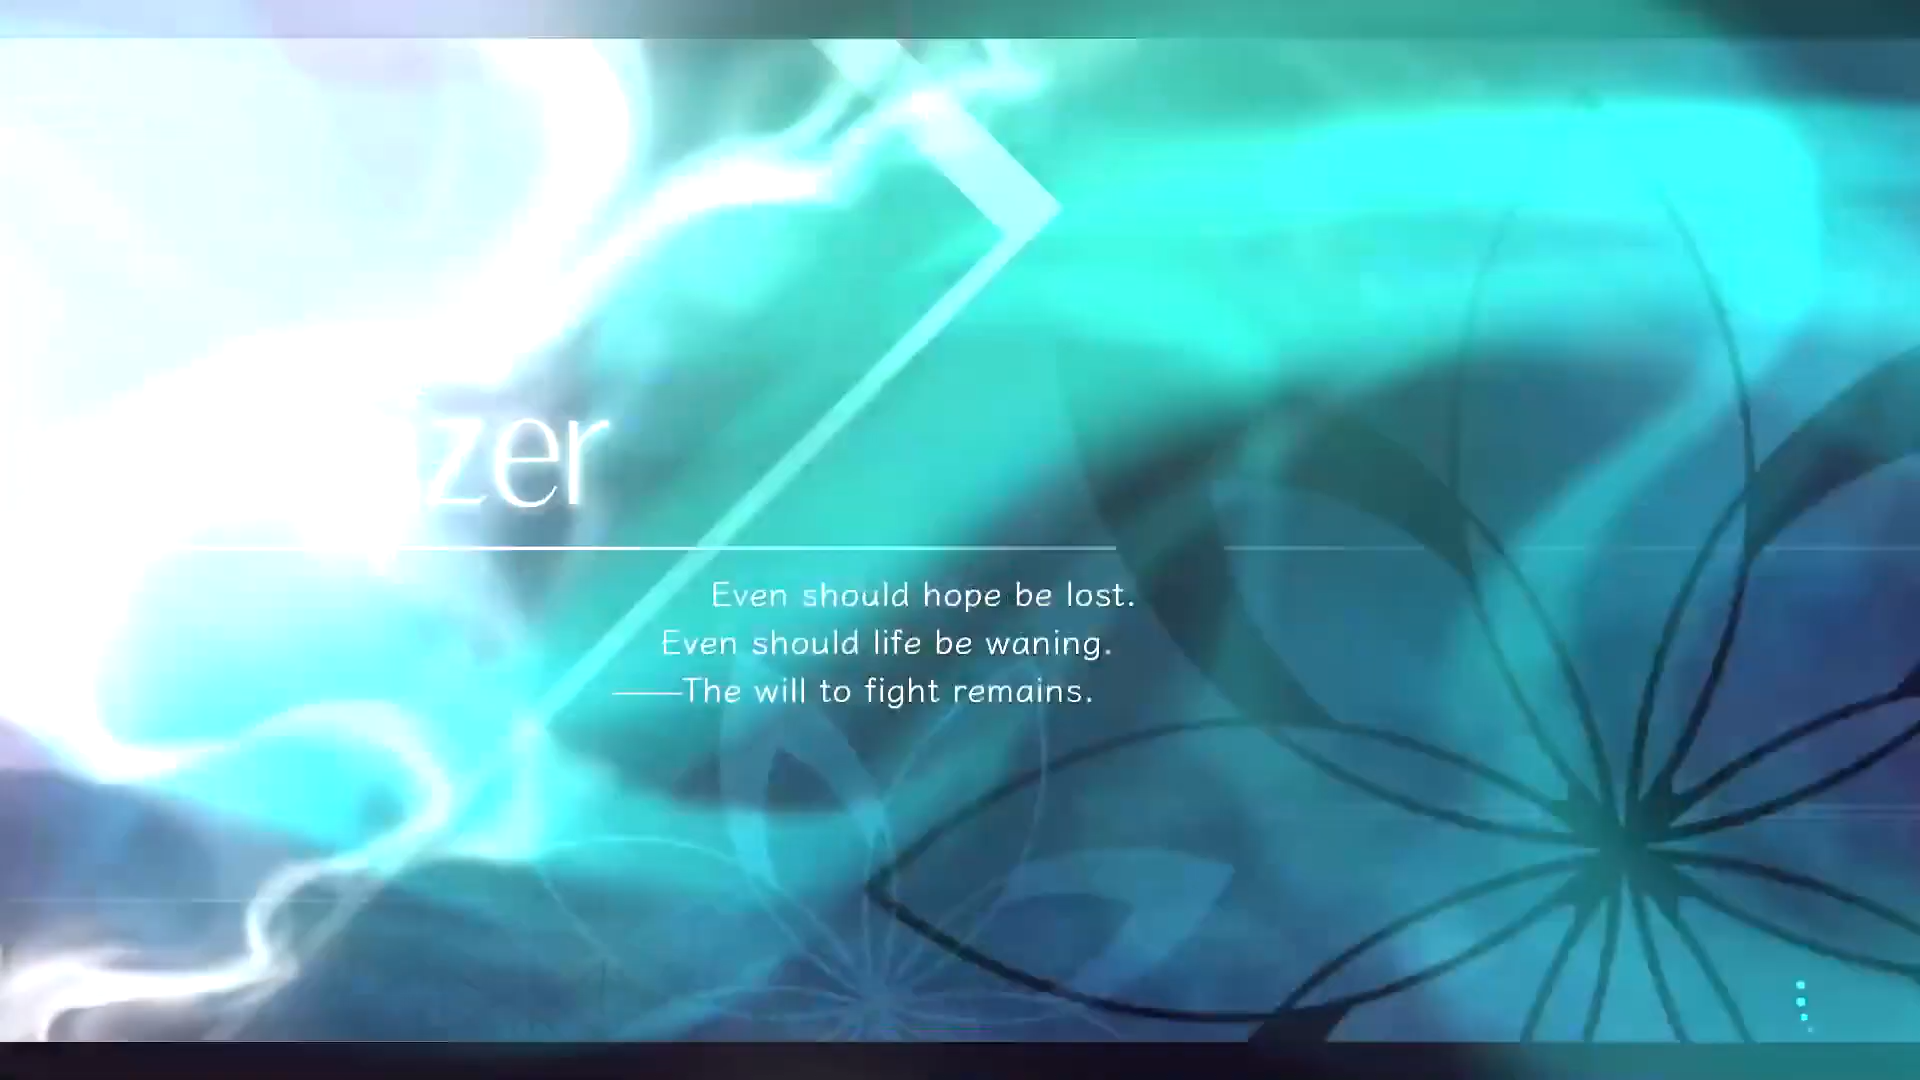 zer
Even should hope be lost.
Even should life be waning.
——The will to fight remains.